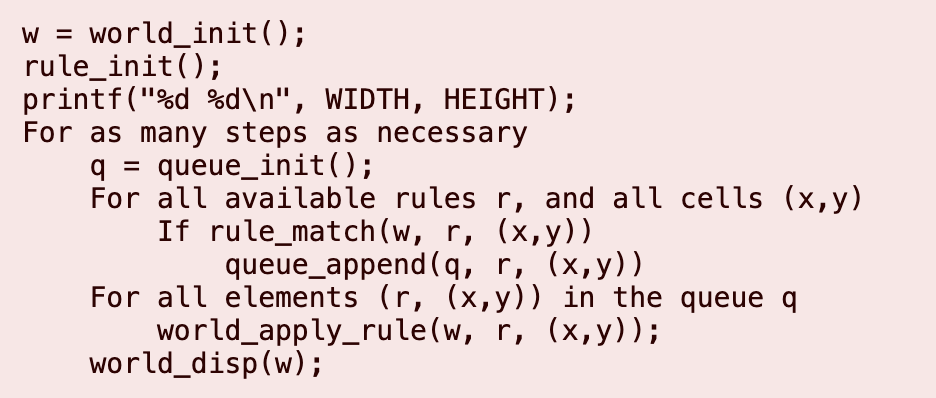 w = world_init();
rule_init();
printf("%d %d\n", WIDTH, HEIGHT);
For as many steps as necessary
    q = queue_init();
    For all available rules r, and all cells (x,y)
        If rule_match(w, r, (x,y))
            queue_append(q, r, (x,y))
    For all elements (r, (x,y)) in the queue q
        world_apply_rule(w, r, (x,y));
    world_disp(w);